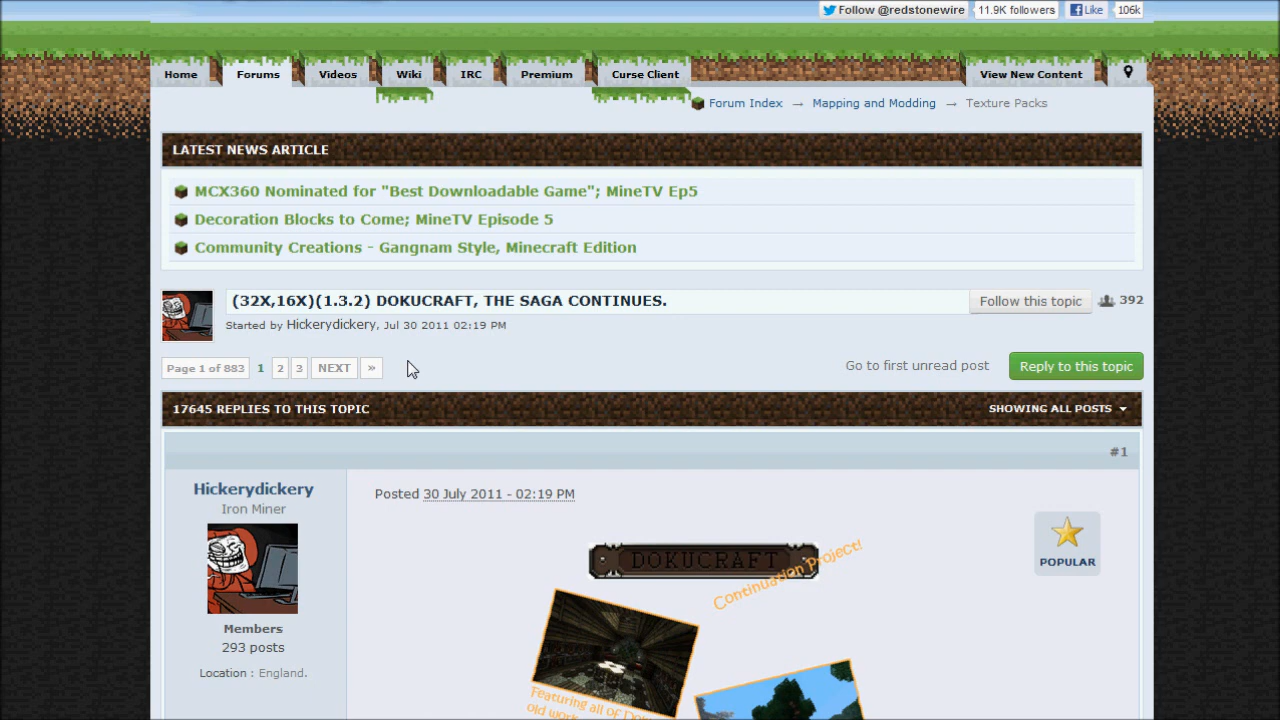 Follow @redstonewire 11.9K followers Like 106k
Home Forums Videos Wiki IRC Premium Curse Client View New Content
Forum Index → Mapping and Modding → Texture Packs
LATEST NEWS ARTICLE
MCX360 Nominated for "Best Downloadable Game"; MineTV Ep5
Decoration Blocks to Come; MineTV Episode 5
Community Creations - Gangnam Style, Minecraft Edition
(32X,16X)(1.3.2) DOKUCRAFT, THE SAGA CONTINUES.
Follow this topic 392
Started by Hickerydickery, Jul 30 2011 02:19 PM
Page 1 of 883 1 2 3 NEXT »
Go to first unread post Reply to this topic
17645 REPLIES TO THIS TOPIC SHOWING ALL POSTS
#1
Hickerydickery
Iron Miner
Members
293 posts
Location : England.
Posted 30 July 2011 - 02:19 PM
POPULAR
DOKUCRAFT
Continuation Project!
Featuring all of
old